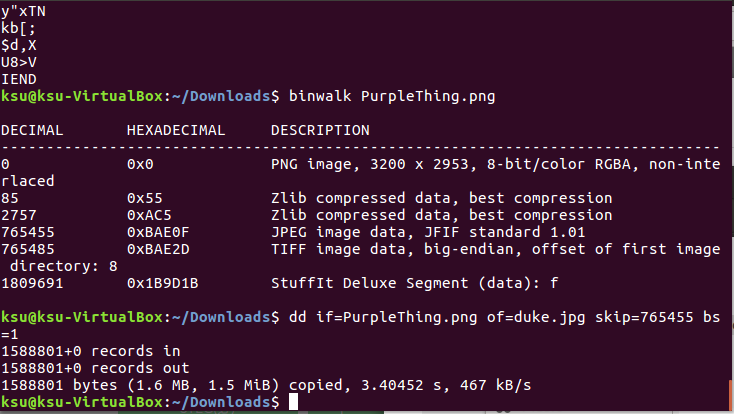 y"xTN
kb[;
$d,X
U8>V
IEND
ksu@ksu-VirtualBox:~/Downloads$ binwalk PurpleThing.png
DECIMAL       HEXADECIMAL     DESCRIPTION
--------------------------------------------------------------------------------
0             0x0             PNG image, 3200 x 2953, 8-bit/color RGBA, non-inte
rlaced
85            0x55            Zlib compressed data, best compression
2757          0xAC5           Zlib compressed data, best compression
765455        0xBAE0F         JPEG image data, JFIF standard 1.01
765485        0xBAE2D         TIFF image data, big-endian, offset of first image
 directory: 8
1809691       0x1B9D1B        StuffIt Deluxe Segment (data): f
ksu@ksu-VirtualBox:~/Downloads$ dd if=PurpleThing.png of=duke.jpg skip=765455 bs
=1
1588801+0 records in
1588801+0 records out
1588801 bytes (1.6 MB, 1.5 MiB) copied, 3.40452 s, 467 kB/s
ksu@ksu-VirtualBox:~/Downloads$